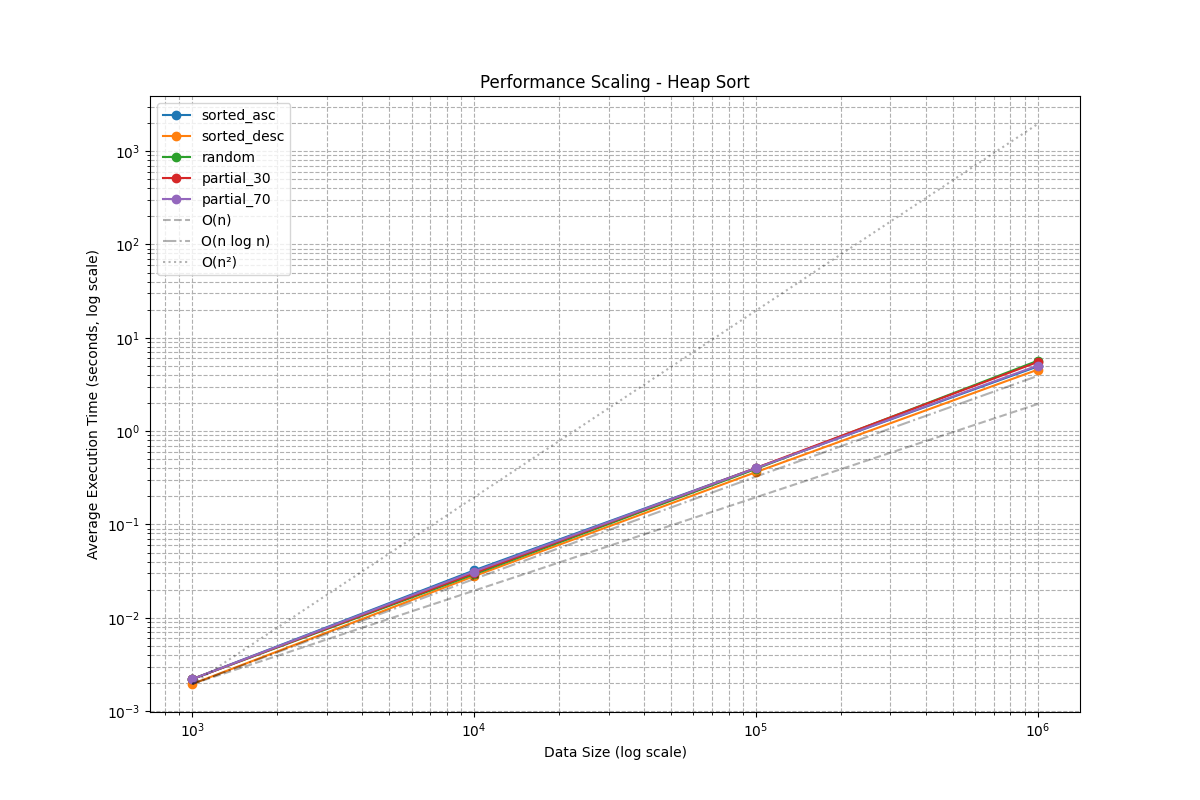 Performance Scaling - Heap Sort
sorted_asc
sorted_desc
random
partial_30
partial_70
O(n)
O(n log n)
O(n²)
Average Execution Time (seconds, log scale)
10³
10²
10¹
10⁰
10⁻¹
10⁻²
10⁻³
10³ 10⁴ 10⁵ 10⁶
Data Size (log scale)